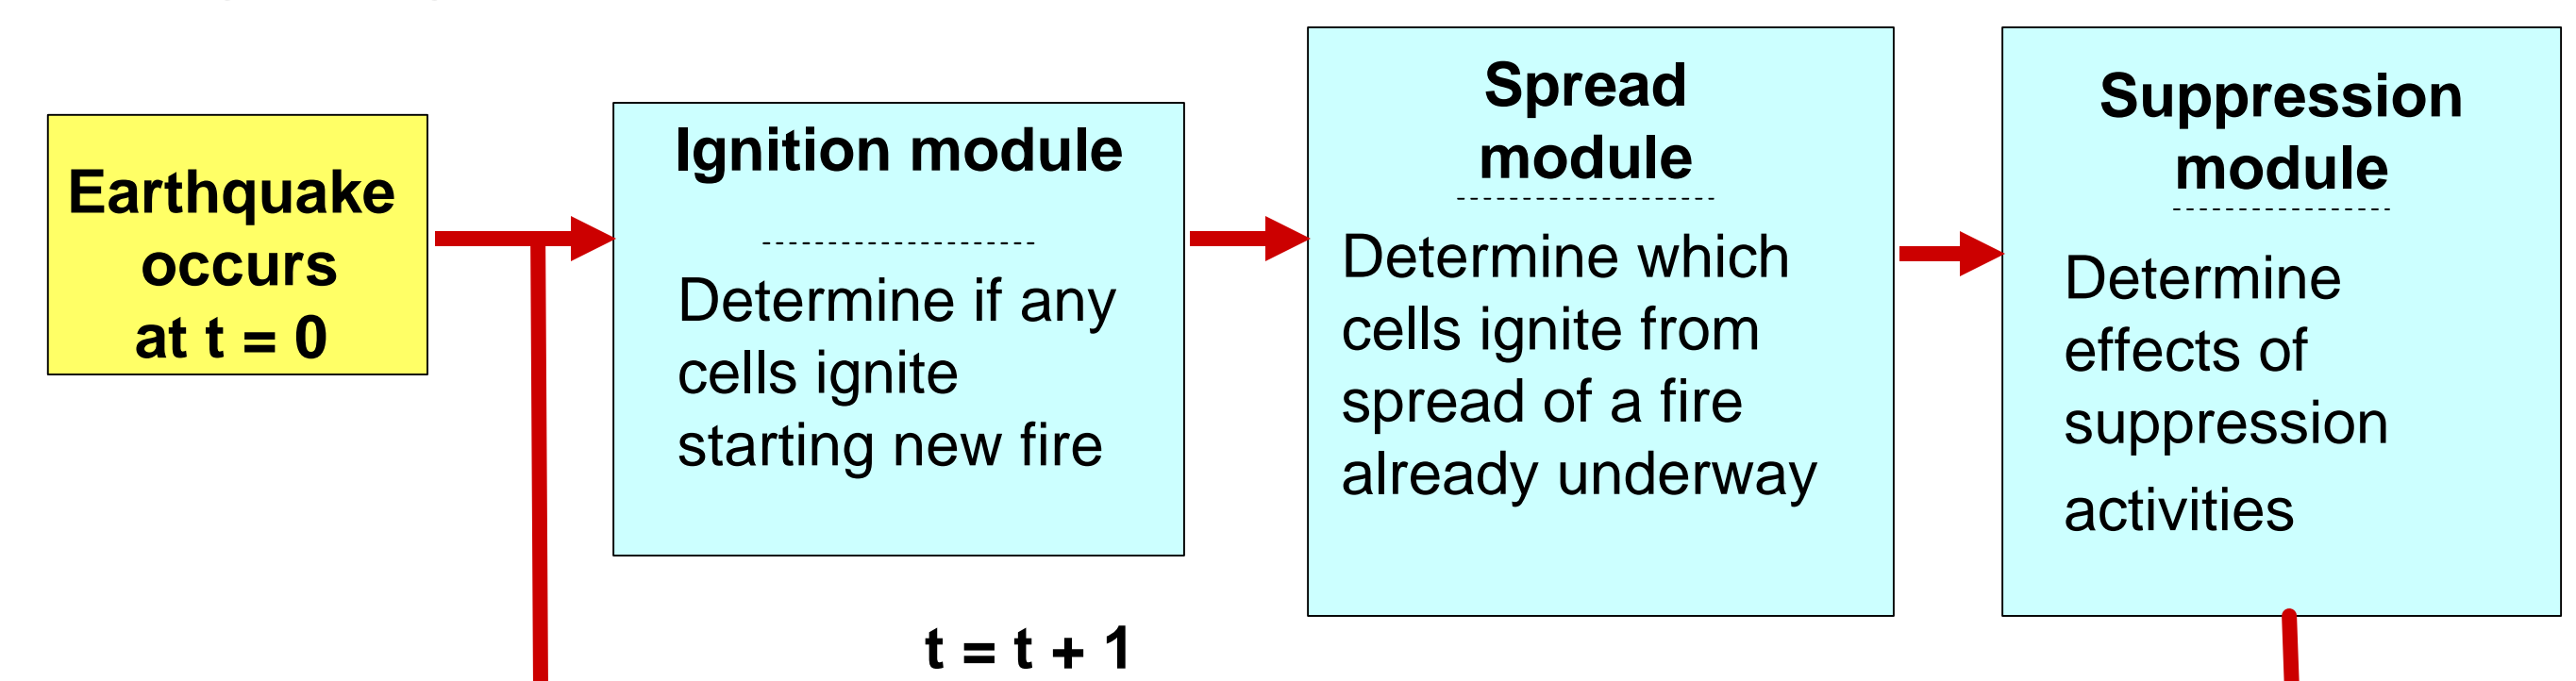 Earthquake
occurs
at t = 0
Ignition module
Determine if any
cells ignite
starting new fire
Spread
module
Determine which
cells ignite from
spread of a fire
already underway
Suppression
module
Determine
effects of
suppression
activities
t = t + 1